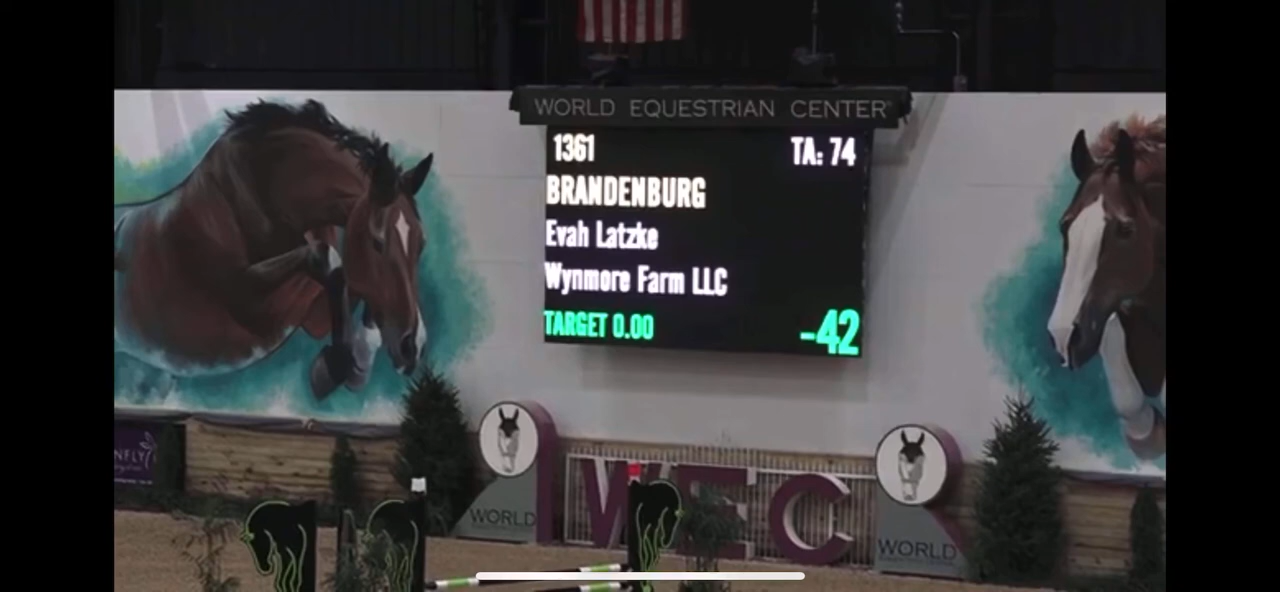 WORLD EQUESTRIAN CENTER
1361 TA: 74
BRANDENBURG
Evah Latzke
Wynmore Farm LLC
TARGET 0.00 -42
NFLY
WORLD
WEC
WORLD